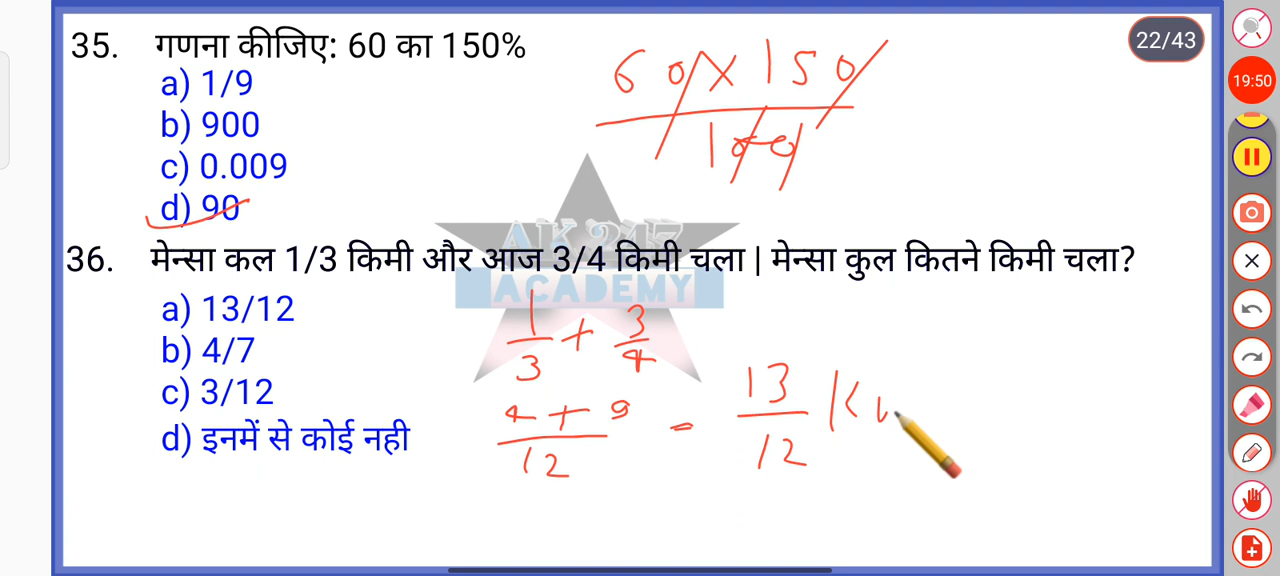 35. गणना कीजिए: 60 का 150%
a) 1/9
b) 900
c) 0.009
d) 90
60 × 150
100
22/43
19:50
AK 247
ACADEMY
36. मेन्सा कल 1/3 किमी और आज 3/4 किमी चला | मेन्सा कुल कितने किमी चला?
a) 13/12
b) 4/7
c) 3/12
d) इनमें से कोई नही
1/3 + 3/4
4 + 9 / 12 = 13/12 K